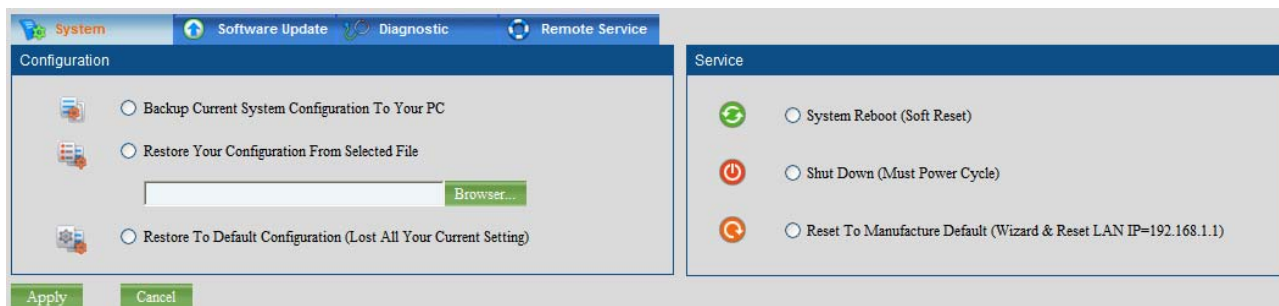 System
Software Update
Diagnostic
Remote Service
Configuration
Backup Current System Configuration To Your PC
Restore Your Configuration From Selected File
Browser...
Restore To Default Configuration (Lost All Your Current Setting)
Service
System Reboot (Soft Reset)
Shut Down (Must Power Cycle)
Reset To Manufacture Default (Wizard & Reset LAN IP=192.168.1.1)
Apply
Cancel